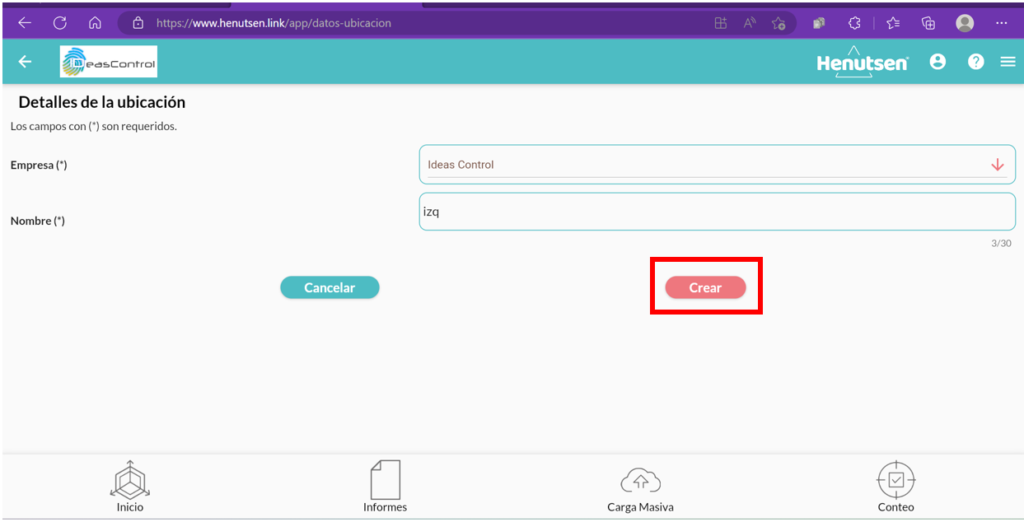 https://www.henutsen.link/app/datos-ubicacion
easControl
Henutsen
Detalles de la ubicación
Los campos con (*) son requeridos.
Empresa (*)
Ideas Control
Nombre (*)
izq
3/30
Cancelar
Crear
Inicio
Informes
Carga Masiva
Conteo